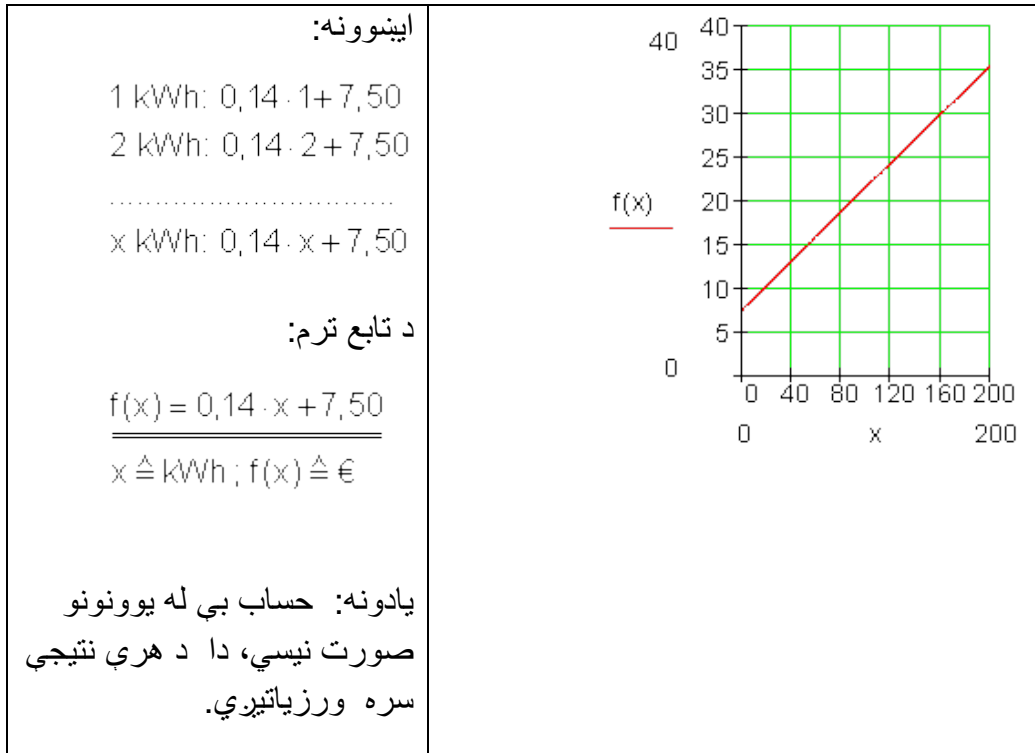 ایښوونه:
1 kWh: 0,14 · 1+ 7,50
2 kWh: 0,14 · 2 + 7,50
...............................
x kWh: 0,14 · x + 7,50
د تابع ترم:
f(x) = 0,14 · x + 7,50
x ≙ kWh ; f(x) ≙ €
یادونه: حساب بې له یوونونو
صورت نیسي، دا د هرې نتیجې
سره ورزیاتیږي.
40
f(x)
0
40
35
30
25
20
15
10
5
0 40 80 120 160 200
0 x 200